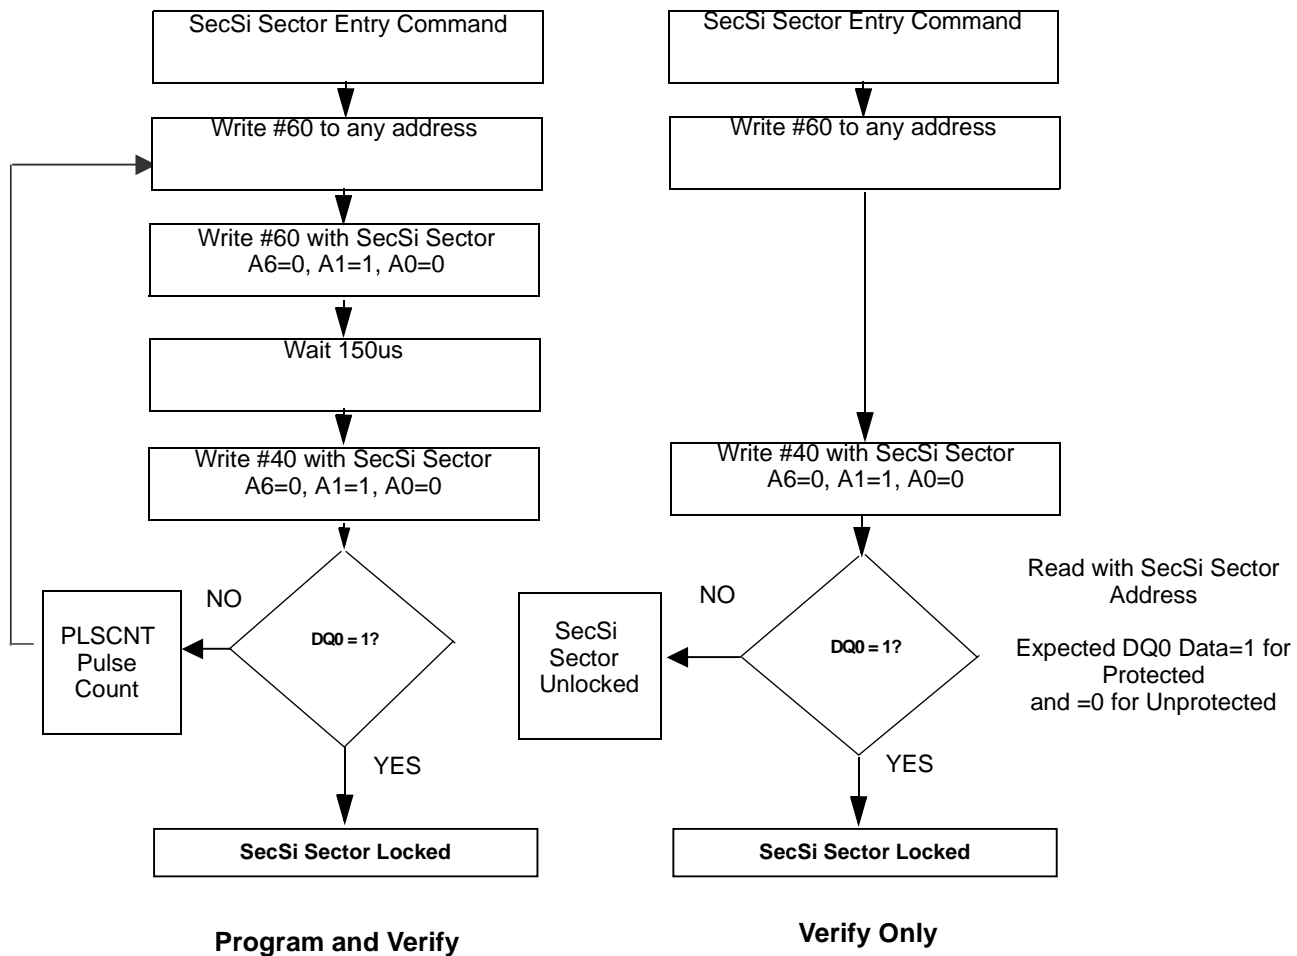 SecSi Sector Entry Command
Write #60 to any address
Write #60 with SecSi Sector
A6=0, A1=1, A0=0
Wait 150us
Write #40 with SecSi Sector
A6=0, A1=1, A0=0
DQ0 = 1?
NO
PLSCNT
Pulse
Count
YES
SecSi Sector Locked
Program and Verify
SecSi Sector Entry Command
Write #60 to any address
Write #40 with SecSi Sector
A6=0, A1=1, A0=0
DQ0 = 1?
NO
SecSi
Sector
Unlocked
YES
SecSi Sector Locked
Verify Only
Read with SecSi Sector
Address
Expected DQ0 Data=1 for
Protected
and =0 for Unprotected